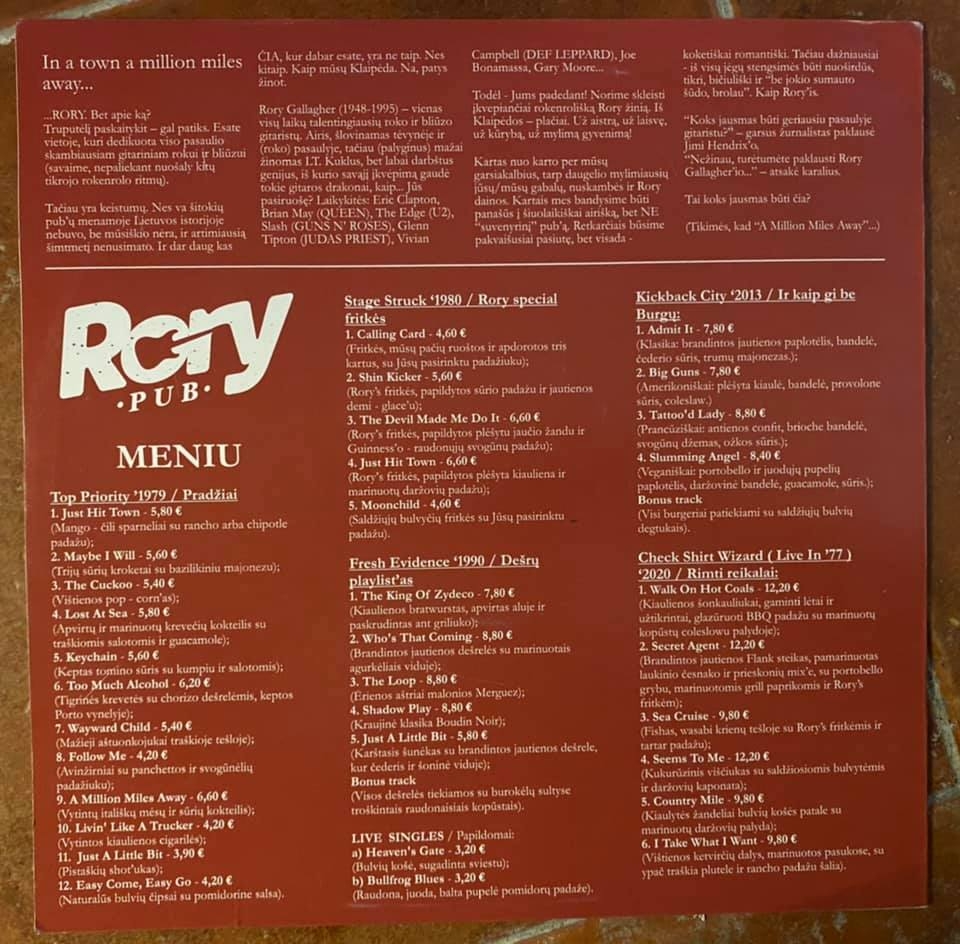 In a town a million miles
away...
...RORY. Bet apie ką?
Truputėlį paskaitykit – gal patiks. Esate
vietoje, kuri dedikuota viso pasaulio
skambiausiam gitariniam rokui ir bliūzui
(savaime, nepaliekant nuošaly kitų
tikrojo rokenrolo ritmų).
Tačiau yra keistumų. Nes va šitokių
pub'ų menamoje Lietuvos istorijoje
nebuvo, be mūsiškio nėra, ir artimiausią
šimtmetį nenusimato. Ir dar daug kas
ČIA, kur dabar esate, yra ne taip. Nes
kitaip. Kaip mūsų Klaipėda. Na, patys
žinot.
Rory Gallagher (1948-1995) – vienas
visų laikų talentingiausių roko ir bliūzo
gitaristų. Airis, šlovinamas tėvynėje ir
(roko) pasaulyje, tačiau (palyginus) mažai
žinomas LT. Kuklus, bet labai darbštus
genijus, iš kurio savąjį įkvėpimą gaudė
tokie gitaros drakonai, kaip... Jūs
pasiruošę? Laikykitės: Eric Clapton,
Brian May (QUEEN), The Edge (U2),
Slash (GUNS N' ROSES), Glenn
Tipton (JUDAS PRIEST), Vivian
Campbell (DEF LEPPARD), Joe
Bonamassa, Gary Moore...
Todėl - Jums padedant! Norime skleisti
įkvepiančiai rokenrolišką Rory žinią. Iš
Klaipėdos – plačiai. Už aistrą, už laisvę,
už kūrybą, už mylimą gyvenimą!
Kartas nuo karto per mūsų
garsiakalbius, tarp daugelio mylimiausių
jūsų/mūsų gabalų, nuskambės ir Rory
dainos. Kartais mes bandysime būti
panašūs į šiuolaikišką airišką, bet NE
"suvenyrinį" pub'ą. Retkarčiais būsime
pakvaišusiai pasiutę, bet visada -
koketiškai romantiški. Tačiau dažniausiai
- iš visų jėgų stengsimės būti nuoširdūs,
tikri, bičiuliški ir "be jokio sumauto
šūdo, brolau". Kaip Rory'is.
"Koks jausmas būti geriausiu pasaulyje
gitaristu?" – garsus žurnalistas paklausė
Jimi Hendrix'o,
"Nežinau, turėtumėte paklausti Rory
Gallagher'io..." – atsakė karalius.
Tai koks jausmas būti čia?
(Tikimės, kad "A Million Miles Away"...)
Rory
·PUB·
MENIU
Top Priority '1979 / Pradžiai
1. Just Hit Town - 5,80 €
(Mango - čili sparneliai su rancho arba chipotle
padažu);
2. Maybe I Will - 5,60 €
(Trijų sūrių kroketai su bazilikiniu majonezu);
3. The Cuckoo - 5,40 €
(Vištienos pop - corn'as);
4. Lost At Sea - 5,80 €
(Apvirtų ir marinuotų krevečių kokteilis su
traškiomis salotomis ir guacamole);
5. Keychain - 5,60 €
(Keptas tomino sūris su kumpiu ir salotomis);
6. Too Much Alcohol - 6,20 €
(Tigrinės krevetės su chorizo dešrelėmis, keptos
Porto vynelyje);
7. Wayward Child - 5,40 €
(Mažieji aštuonkojukai traškioje tešloje);
8. Follow Me - 4,20 €
(Avinžirniai su panchettos ir svogūnėlių
padažiuku);
9. A Million Miles Away - 6,60 €
(Vytintų itališkų mėsų ir sūrių kokteilis);
10. Livin' Like A Trucker - 4,20 €
(Vytintos kiaulienos cigarilės);
11. Just A Little Bit - 3,90 €
(Pistaškių shot'ukas);
12. Easy Come, Easy Go - 4,20 €
(Naturalūs bulvių čipsai su pomidorine salsa).
Stage Struck '1980 / Rory special
fritkės
1. Calling Card - 4,60 €
(Fritkės, mūsų pačių ruoštos ir apdorotos tris
kartus, su Jūsų pasirinktu padažiuku);
2. Shin Kicker - 5,60 €
(Rory's fritkės, papildytos sūrio padažu ir jautienos
demi - glace'u);
3. The Devil Made Me Do It - 6,60 €
(Rory's fritkės, papildytos plėšytu jaučio žandu ir
Guinness'o - raudonųjų svogūnų padažu);
4. Just Hit Town - 6,60 €
(Rory's fritkės, papildytos plėšyta kiauliena ir
marinuotų daržovių padažu);
5. Moonchild - 4,60 €
(Saldžiųjų bulvyčių fritkės su Jūsų pasirinktu
padažu).
Fresh Evidence '1990 / Dešrų
playlist'as
1. The King Of Zydeco - 7,80 €
(Kiaulienos bratwurstas, apvirtas aluje ir
paskrudintas ant griliuko);
2. Who's That Coming - 8,80 €
(Brandintos jautienos dešrelės su marinuotais
agurkėliais viduje);
3. The Loop - 8,80 €
(Ėrienos aštriai malonios Merguez);
4. Shadow Play - 8,80 €
(Kraujinė klasika Boudin Noir);
5. Just A Little Bit - 5,80 €
(Karštasis šunėkas su brandintos jautienos dešrele,
kur čederis ir šoninė viduje);
Bonus track
(Visos dešrelės tiekiamos su burokėlių sultyse
troškintais raudonaisiais kopūstais).
LIVE SINGLES / Papildomai:
a) Heaven's Gate - 3,20 €
(Bulvių košė, sugadinta sviestu);
b) Bullfrog Blues - 3,20 €
(Raudona, juoda, balta pupelė pomidorų padaže).
Kickback City '2013 / Ir kaip gi be
Burgų:
1. Admit It - 7,80 €
(Klasika: brandintos jautienos paplotėlis, bandelė,
čederio sūris, trumų majonezas.);
2. Big Guns - 7,80 €
(Amerikoniškai: plėšyta kiaulė, bandelė, provolone
sūris, coleslaw.)
3. Tattoo'd Lady - 8,80 €
(Prancūziškai: antienos confit, brioche bandelė,
svogūnų džemas, ožkos sūris.);
4. Slumming Angel - 8,40 €
(Veganiškai: portobello ir juodųjų pupelių
paplotėlis, daržovinė bandelė, guacamole, sūris.);
Bonus track
(Visi burgeriai patiekiami su saldžiųjų bulvių
degtukais).
Check Shirt Wizard ( Live In '77 )
'2020 / Rimti reikalai:
1. Walk On Hot Coals - 12,20 €
(Kiaulienos šonkauliukai, gaminti lėtai ir
užtikrintai, glazūruoti BBQ padažu su marinuotų
kopūstų coleslowu palydoje);
2. Secret Agent - 12,20 €
(Brandintos jautienos Flank steikas, pamarinuotas
laukinio česnako ir prieskonių mix'e, su portobello
grybu, marinuotomis grill paprikomis ir Rory's
fritkėm);
3. Sea Cruise - 9,80 €
(Fishas, wasabi krienų tešloje su Rory's fritkėmis ir
tartar padažu);
4. Seems To Me - 12,20 €
(Kukurūzinis viščiukas su saldžiosiomis bulvytėmis
ir daržovių kaponata);
5. Country Mile - 9,80 €
(Kiaulytės žandeliai bulvių košės patale su
marinuotų daržovių palyda);
6. I Take What I Want - 9,80 €
(Vištienos ketvirčių dalys, marinuotos pasukose, su
ypač traškia plutele ir rancho padažu šalia).